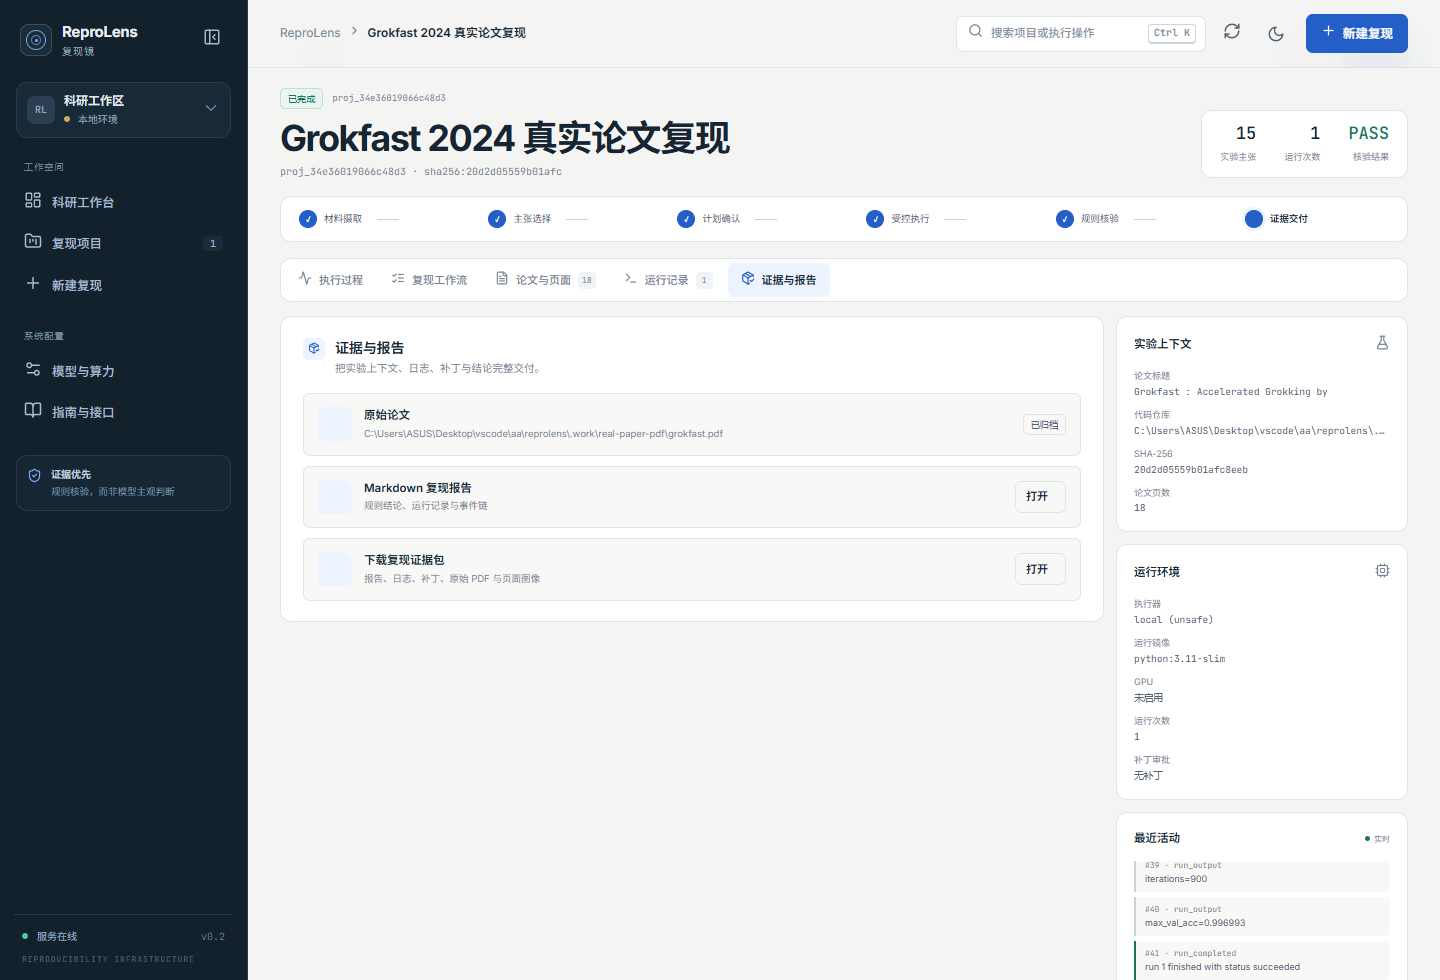 ReproLens
复现镜
RL
科研工作区
本地环境
工作空间
科研工作台
复现项目
1
新建复现
系统配置
模型与算力
指南与接口
证据优先
规则核验，而非模型主观判断
服务在线
v0.2
REPRODUCIBILITY INFRASTRUCTURE
ReproLens
Grokfast 2024 真实论文复现
搜索项目或执行操作
Ctrl K
新建复现
已完成
proj_34e36019066c48d3
Grokfast 2024 真实论文复现
proj_34e36019066c48d3 · sha256:20d2d05559b01afc
15
实验主张
1
运行次数
PASS
核验结果
材料摄取
主张选择
计划确认
受控执行
规则核验
证据交付
执行过程
复现工作流
论文与页面
18
运行记录
1
证据与报告
证据与报告
把实验上下文、日志、补丁与结论完整交付。
原始论文
C:\Users\ASUS\Desktop\vscode\aa\reprolens\.work\real-paper-pdf\grokfast.pdf
已归档
Markdown 复现报告
规则结论、运行记录与事件链
打开
下载复现证据包
报告、日志、补丁、原始 PDF 与页面图像
打开
实验上下文
论文标题
Grokfast : Accelerated Grokking by
代码仓库
C:\Users\ASUS\Desktop\vscode\aa\reprolens\.…
SHA-256
20d2d05559b01afc8eeb
论文页数
18
运行环境
执行器
local (unsafe)
运行镜像
python:3.11-slim
GPU
未启用
运行次数
1
补丁审批
无补丁
最近活动
实时
#39 · run_output
iterations=900
#40 · run_output
max_val_acc=0.996993
#41 · run_completed
run 1 finished with status succeeded